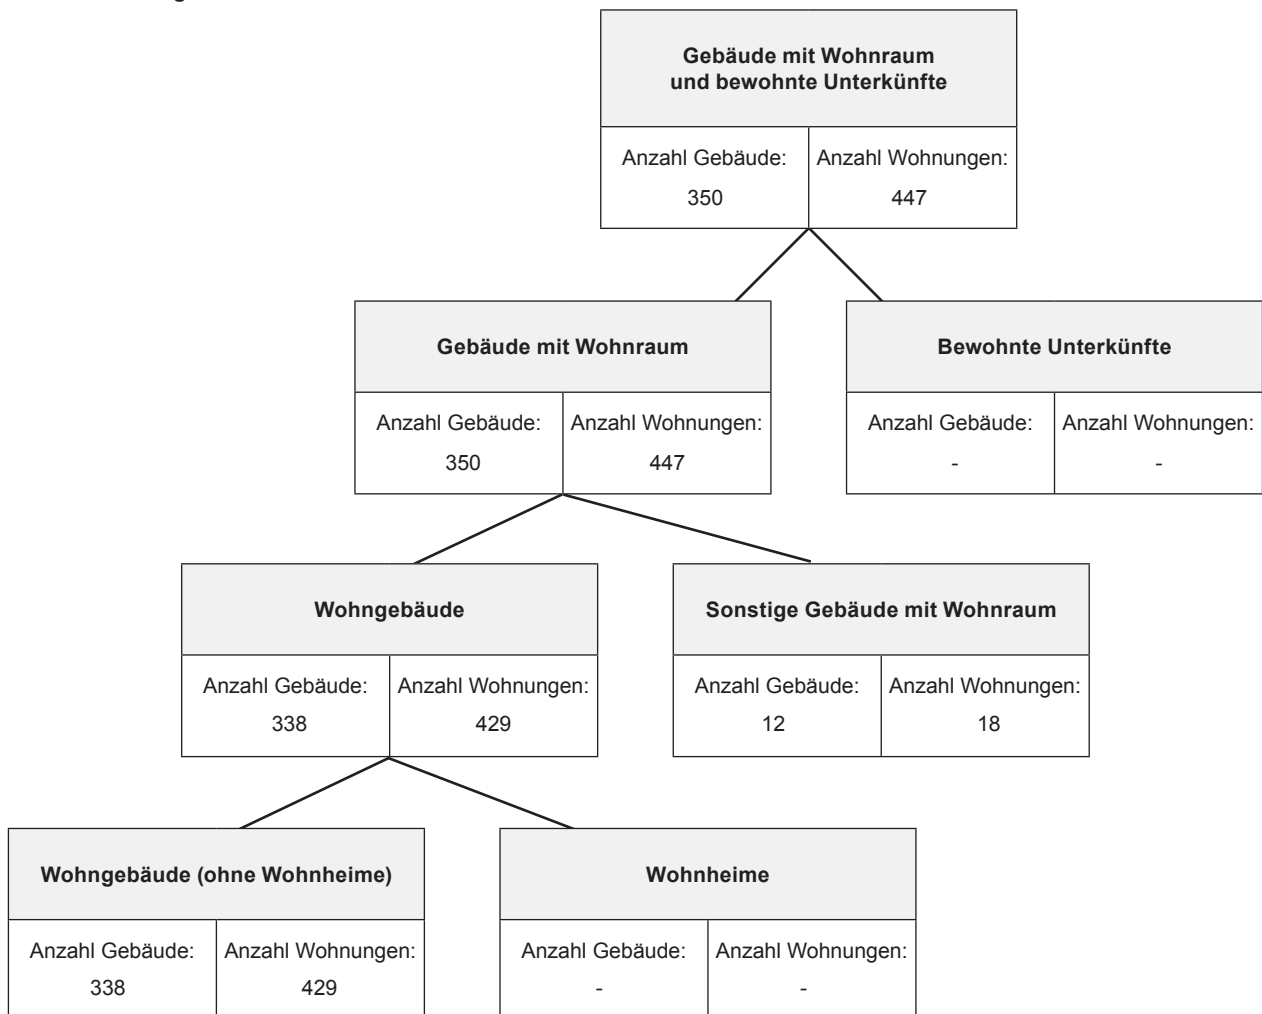 Gebäude mit Wohnraum
und bewohnte Unterkünfte
Anzahl Gebäude: Anzahl Wohnungen:
350 447
Gebäude mit Wohnraum
Bewohnte Unterkünfte
Anzahl Gebäude: Anzahl Wohnungen:
350 447
Anzahl Gebäude: Anzahl Wohnungen:
- -
Wohngebäude
Sonstige Gebäude mit Wohnraum
Anzahl Gebäude: Anzahl Wohnungen:
338 429
Anzahl Gebäude: Anzahl Wohnungen:
12 18
Wohngebäude (ohne Wohnheime)
Wohnheime
Anzahl Gebäude: Anzahl Wohnungen:
338 429
Anzahl Gebäude: Anzahl Wohnungen:
- -